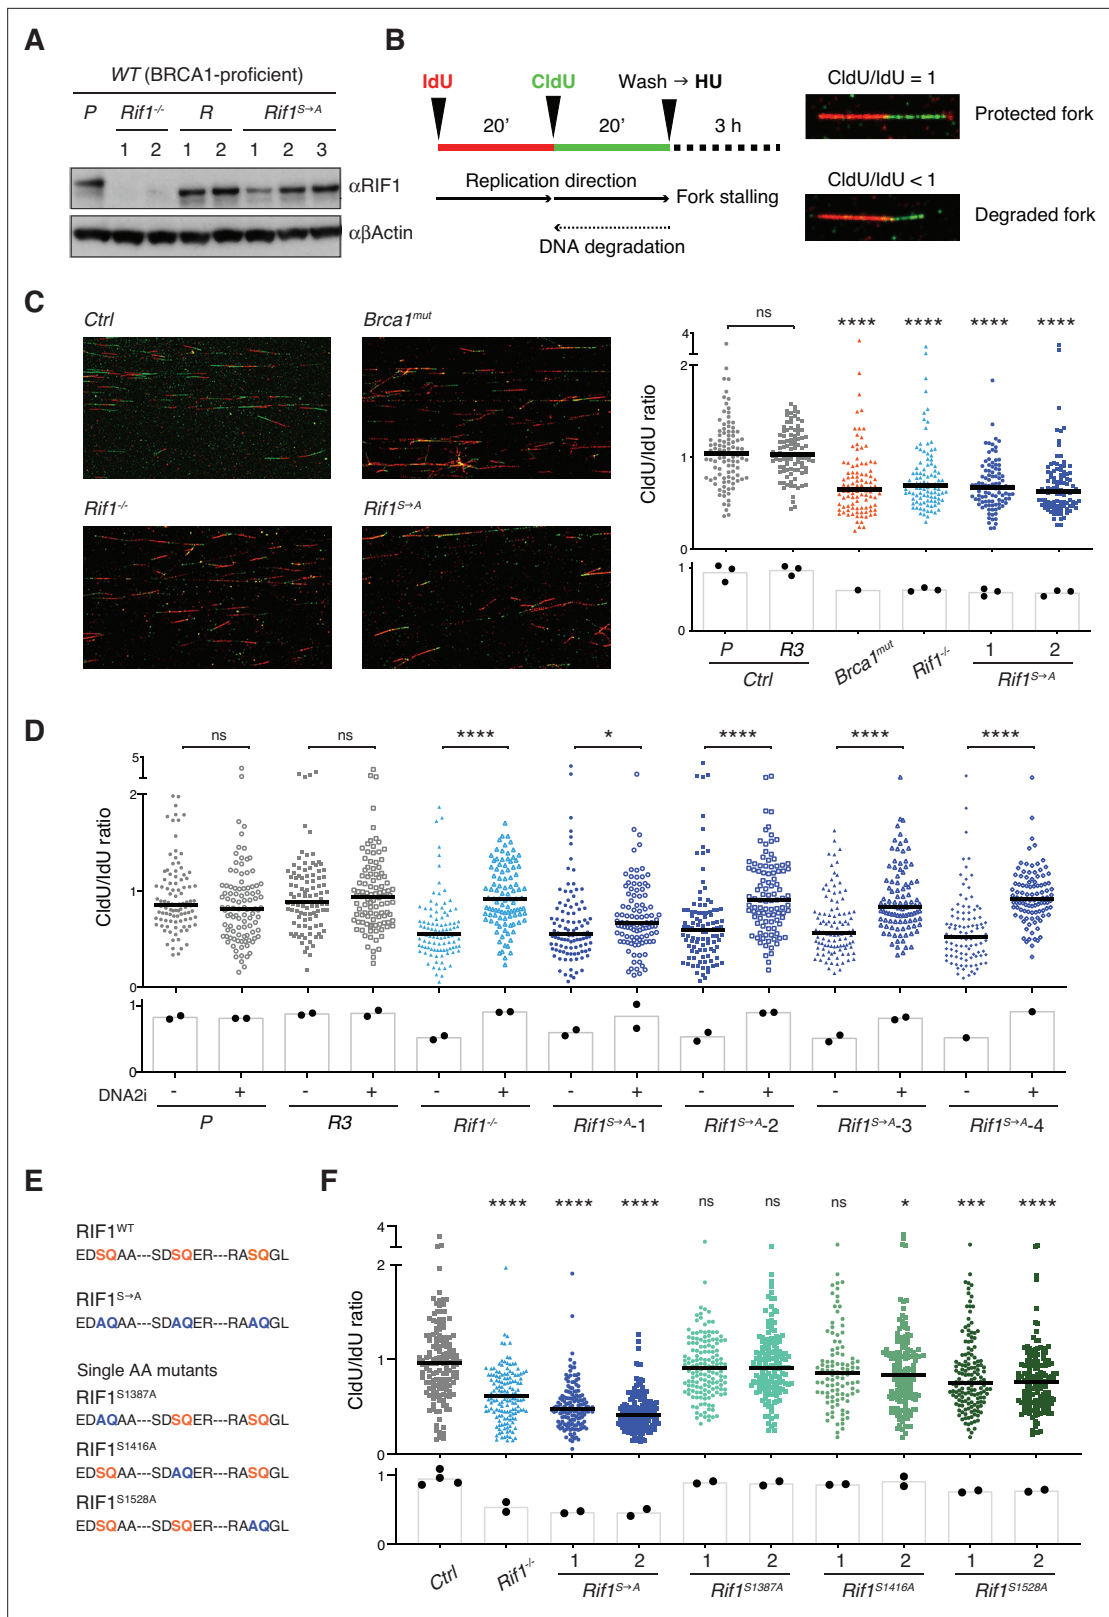 A
WT (BRCA1-proficient)
P Rif1-/- R Rif1S→A
1 2 1 2 1 2 3
αRIF1
αβActin
B
IdU CldU Wash → HU
20’ 20’ 3 h
Replication direction
Fork stalling
DNA degradation
CldU/IdU = 1
Protected fork
CldU/IdU < 1
Degraded fork
C
Ctrl
Brca1mut
Rif1-/-
Rif1S→A
ns **** **** **** ****
CldU/IdU ratio
4
2
1
0
1
0
P R3 Brca1mut Rif1-/- 1 2
Ctrl Rif1S→A
D
ns ns **** * **** **** ****
CldU/IdU ratio
5
2
1
0
1
0
DNA2i - + - + - + - + - + - + - +
P R3 Rif1-/- Rif1S→A-1 Rif1S→A-2 Rif1S→A-3 Rif1S→A-4
E
RIF1WT
EDSQAA---SDSQER---RASQGL
RIF1S→A
EDAQAA---SDAQER---RAAQGL
Single AA mutants
RIF1S1387A
EDAQAA---SDSQER---RASQGL
RIF1S1416A
EDSQAA---SDAQER---RASQGL
RIF1S1528A
EDSQAA---SDSQER---RAAQGL
F
**** **** **** ns ns ns * *** ****
CldU/IdU ratio
4
2
1
0
1
0
Ctrl Rif1-/- 1 2 1 2 1 2 1 2
Rif1S→A Rif1S1387A Rif1S1416A Rif1S1528A